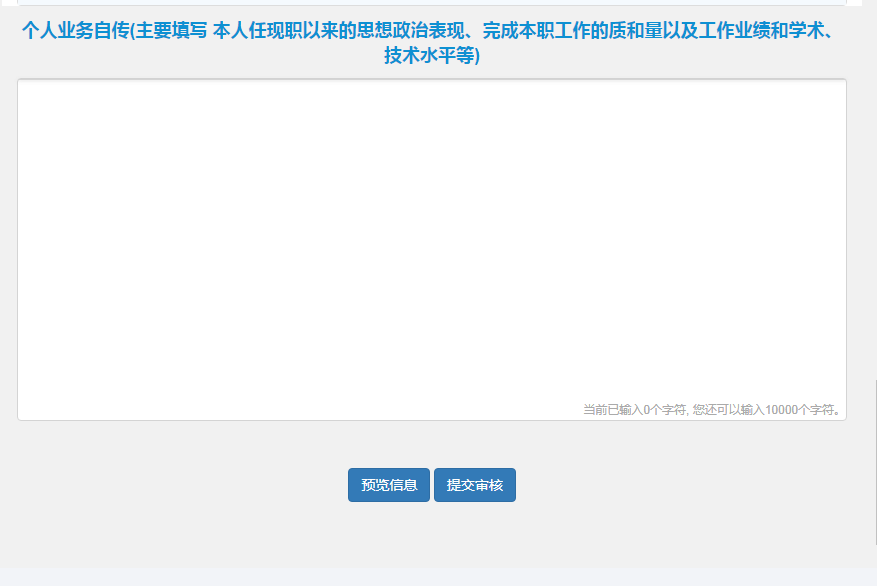 个人业务自传(主要填写 本人任现职以来的思想政治表现、完成本职工作的质和量以及工作业绩和学术、
技术水平等)
当前已输入0个字符, 您还可以输入10000个字符。
预览信息 提交审核